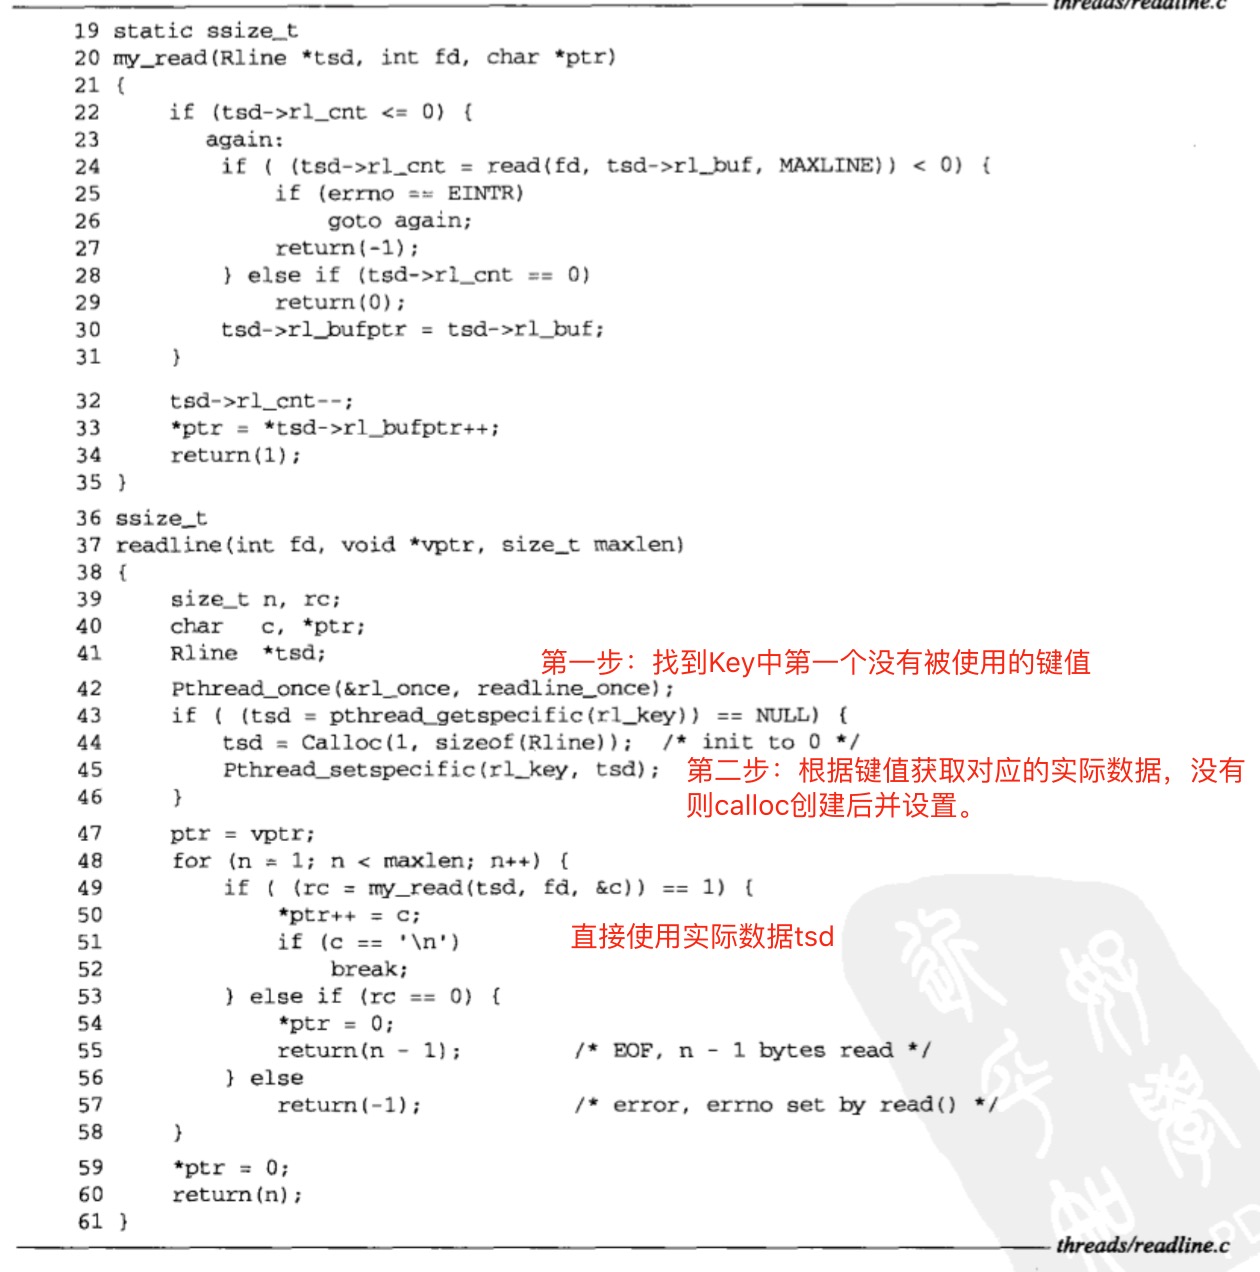 threads/readline.c
19 static ssize_t
20 my_read(Rline *tsd, int fd, char *ptr)
21 {
22     if (tsd->rl_cnt <= 0) {
23       again:
24         if ( (tsd->rl_cnt = read(fd, tsd->rl_buf, MAXLINE)) < 0) {
25             if (errno == EINTR)
26                 goto again;
27             return(-1);
28         } else if (tsd->rl_cnt == 0)
29             return(0);
30         tsd->rl_bufptr = tsd->rl_buf;
31     }
32     tsd->rl_cnt--;
33     *ptr = *tsd->rl_bufptr++;
34     return(1);
35 }
36 ssize_t
37 readline(int fd, void *vptr, size_t maxlen)
38 {
39     size_t n, rc;
40     char   c, *ptr;
41     Rline  *tsd;
第一步：找到Key中第一个没有被使用的键值
42     Pthread_once(&rl_once, readline_once);
43     if ( (tsd = pthread_getspecific(rl_key)) == NULL) {
44         tsd = Calloc(1, sizeof(Rline));  /* init to 0 */
45         Pthread_setspecific(rl_key, tsd);
第二步：根据键值获取对应的实际数据，没有
则calloc创建后并设置。
46     }
47     ptr = vptr;
48     for (n = 1; n < maxlen; n++) {
49         if ( (rc = my_read(tsd, fd, &c)) == 1) {
50             *ptr++ = c;
51             if (c == '\n')
直接使用实际数据tsd
52                 break;
53         } else if (rc == 0) {
54             *ptr = 0;
55             return(n - 1);         /* EOF, n - 1 bytes read */
56         } else
57             return(-1);            /* error, errno set by read() */
58     }
59     *ptr = 0;
60     return(n);
61 }
threads/readline.c